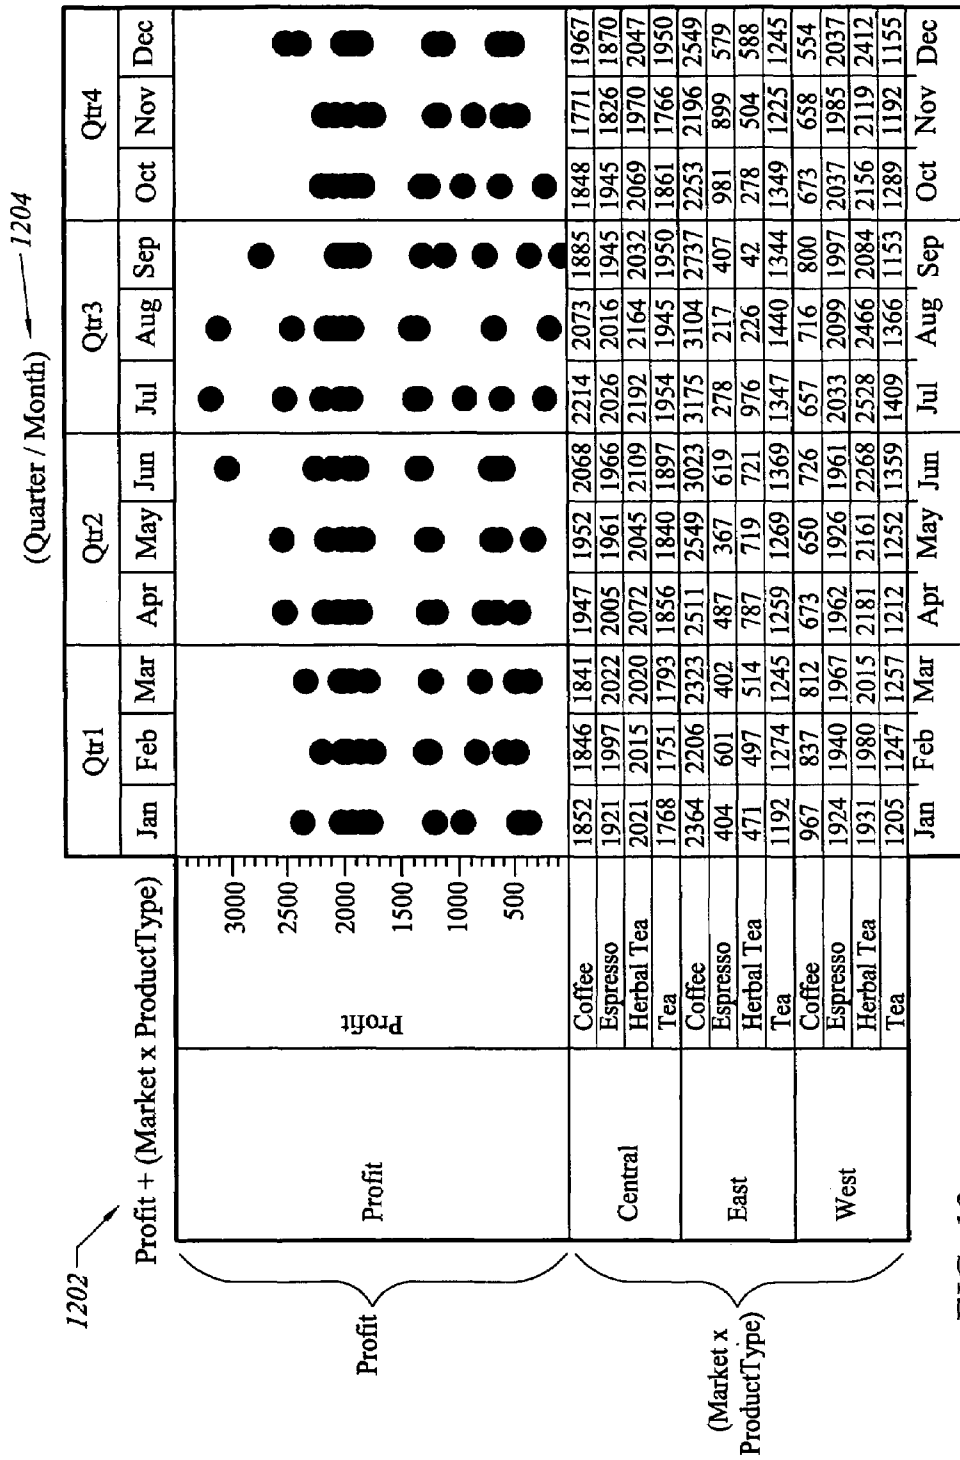 (Quarter / Month) 1204
1202
Profit + (Market x ProductType)
Qtr1 Qtr2 Qtr3 Qtr4
Jan Feb Mar Apr May Jun Jul Aug Sep Oct Nov Dec
Profit
Profit
Profit
3000
2500
2000
1500
1000
500
(Market x
ProductType)
Central
Coffee 1852 1846 1841 1947 1952 2068 2214 2073 1885 1848 1771 1967
Espresso 1921 1997 2022 2005 1961 1966 2026 2016 1945 1945 1826 1870
Herbal Tea 2021 2015 2020 2072 2045 2109 2192 2164 2032 2069 1970 2047
Tea 1768 1751 1793 1856 1840 1897 1954 1945 1950 1861 1766 1950
East
Coffee 2364 2206 2323 2511 2549 3023 3175 3104 2737 2253 2196 2549
Espresso 404 601 402 487 367 619 278 217 407 981 899 579
Herbal Tea 471 497 514 787 719 721 976 226 42 278 504 588
Tea 1192 1274 1245 1259 1269 1369 1347 1440 1344 1349 1225 1245
West
Coffee 967 837 812 673 650 726 657 716 800 673 658 554
Espresso 1924 1940 1967 1962 1926 1961 2033 2099 1997 2037 1985 2037
Herbal Tea 1931 1980 2015 2181 2161 2268 2528 2466 2084 2156 2119 2412
Tea 1205 1247 1257 1212 1252 1359 1409 1366 1153 1289 1192 1155
Jan Feb Mar Apr May Jun Jul Aug Sep Oct Nov Dec